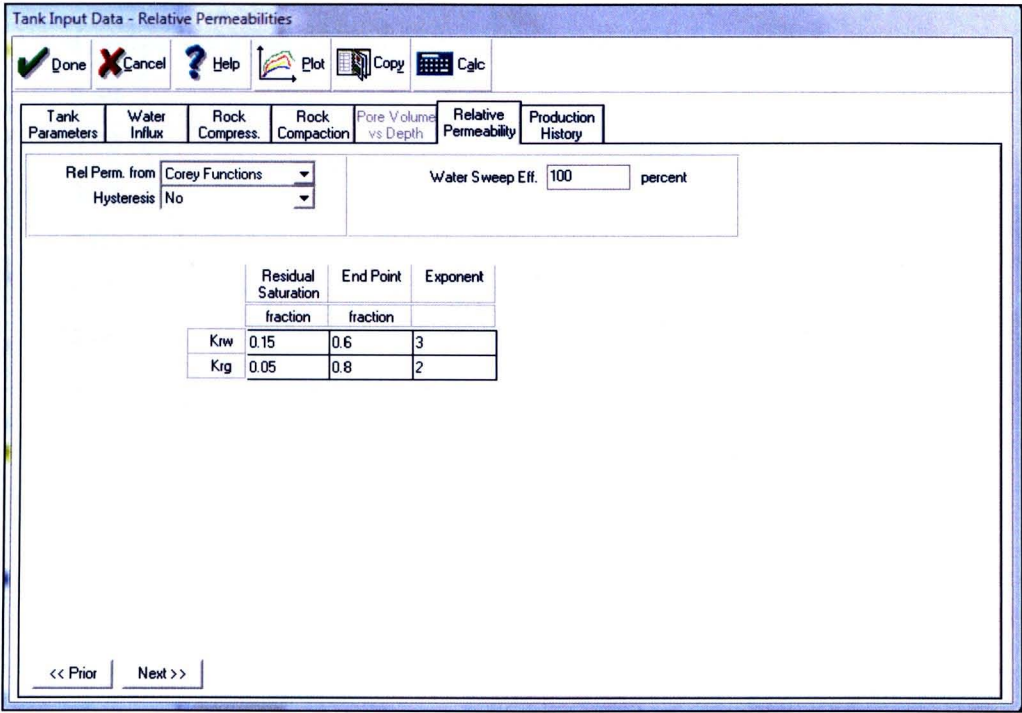 Tank Input Data - Relative Permeabilities
Done Cancel Help Plot Copy Calc
Tank Parameters
Water Influx
Rock Compress.
Rock Compaction
Pore Volume vs Depth
Relative Permeability
Production History
Rel Perm. from Corey Functions
Hysteresis No
Water Sweep Eff. 100 percent
Residual Saturation End Point Exponent
fraction fraction
Krw 0.15 0.6 3
Krg 0.05 0.8 2
<< Prior Next >>